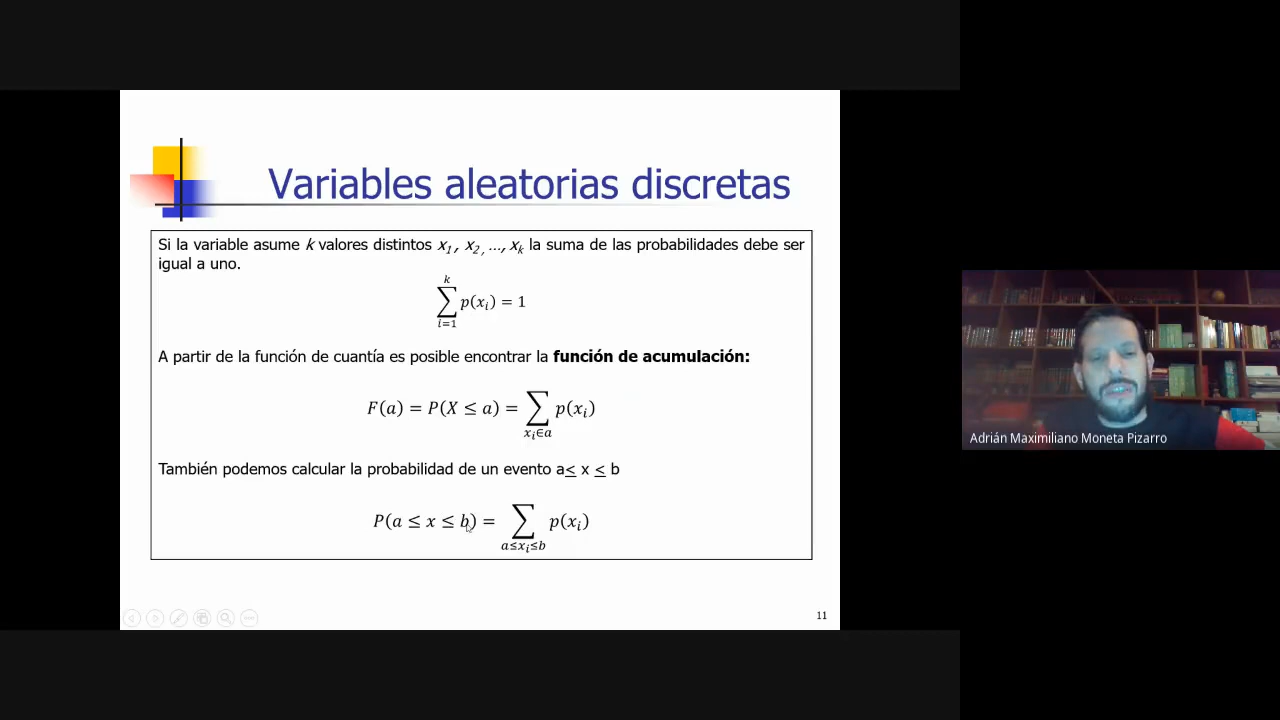 Variables aleatorias discretas
Si la variable asume k valores distintos x₁, x₂, ..., xₖ la suma de las probabilidades debe ser
igual a uno.
∑_{i=1}^{k} p(xᵢ) = 1
A partir de la función de cuantía es posible encontrar la función de acumulación:
F(a) = P(X ≤ a) = ∑_{xᵢ∈a} p(xᵢ)
También podemos calcular la probabilidad de un evento a≤ x ≤ b
P(a ≤ x ≤ b) = ∑_{a≤xᵢ≤b} p(xᵢ)
11
Adrián Maximiliano Moneta Pizarro